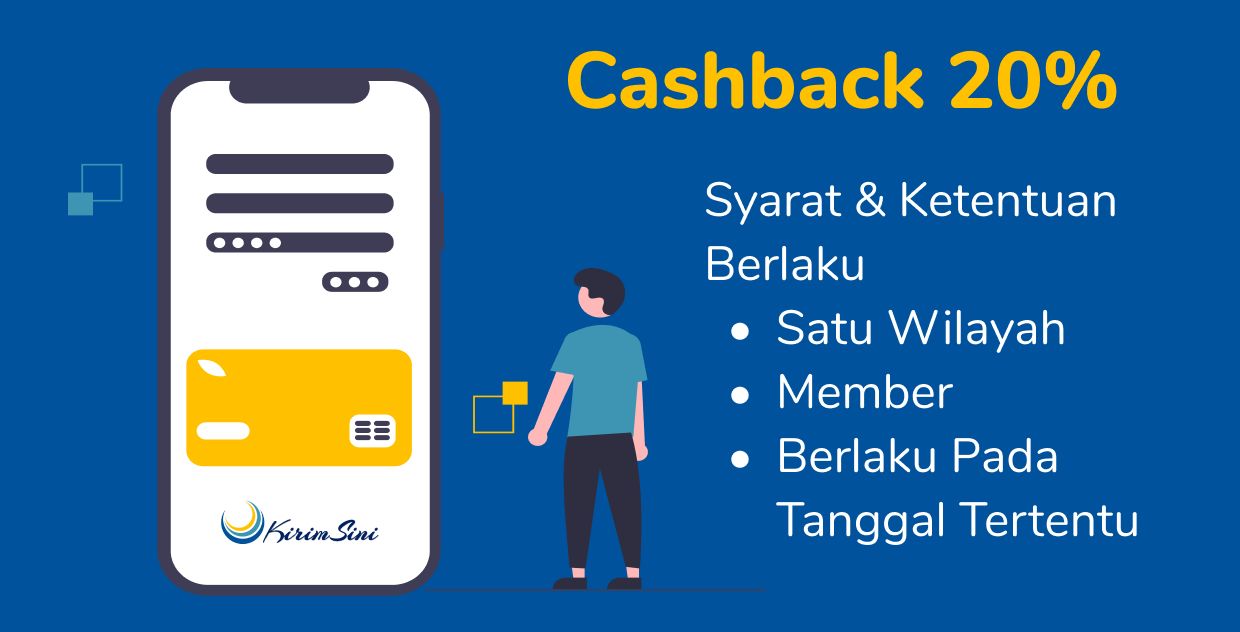 Cashback 20%
Syarat & Ketentuan
Berlaku
• Satu Wilayah
• Member
• Berlaku Pada
Tanggal Tertentu
KirimSini